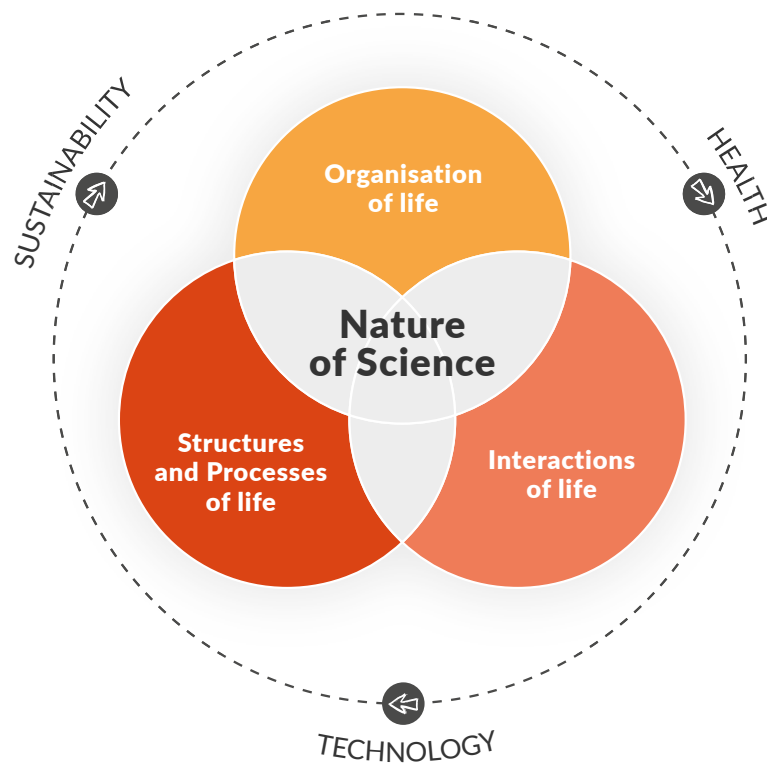 SUSTAINABILITY
HEALTH
Organisation
of life
Nature
of Science
Structures
and Processes
of life
Interactions
of life
TECHNOLOGY